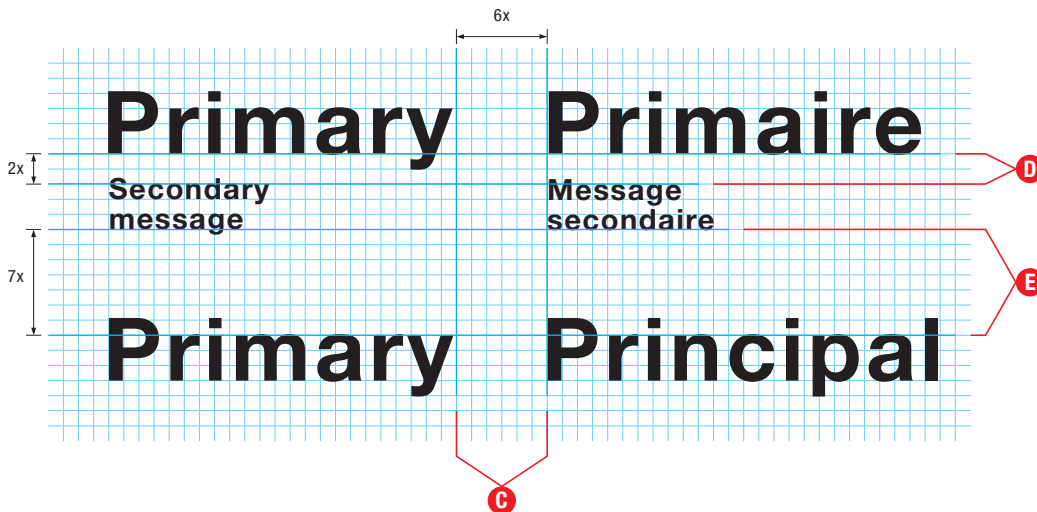 6x
Primary Primaire
2x
D
Secondary Message
message secondaire
7x
E
Primary Principal
C